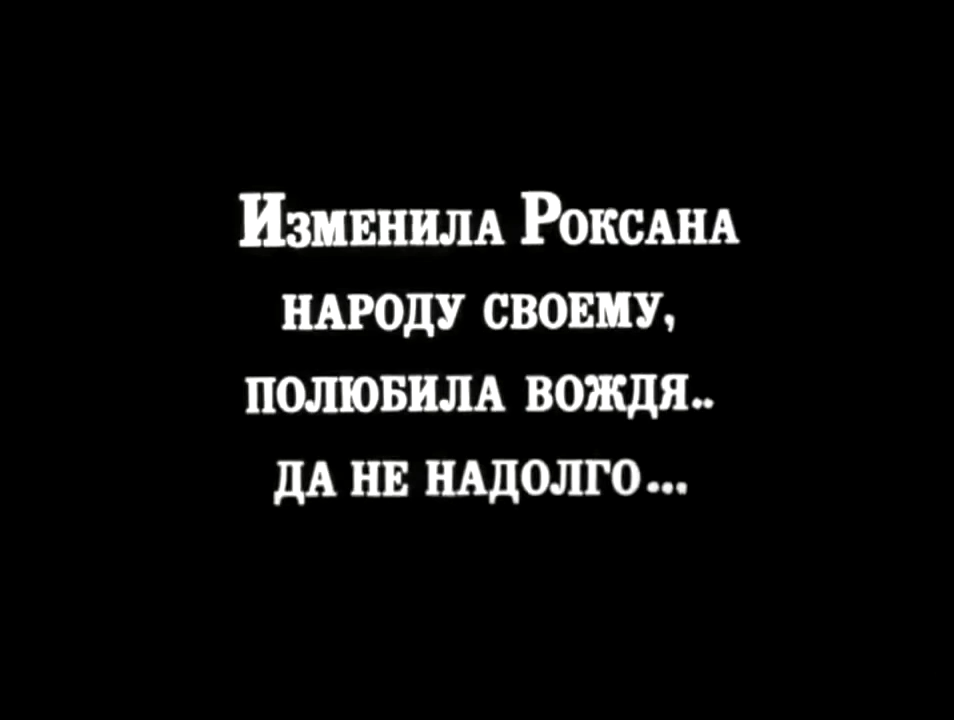 Изменила Роксана
народу своему,
полюбила вождя..
да не надолго...